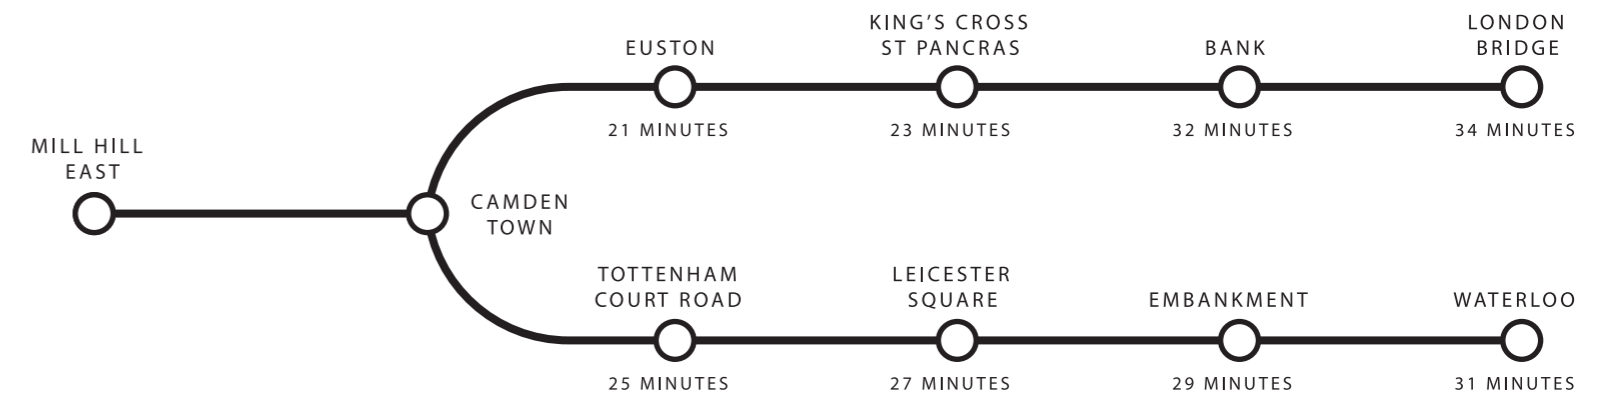 MILL HILL
EAST
CAMDEN
TOWN
EUSTON
21 MINUTES
KING'S CROSS
ST PANCRAS
23 MINUTES
BANK
32 MINUTES
LONDON
BRIDGE
34 MINUTES
TOTTENHAM
COURT ROAD
25 MINUTES
LEICESTER
SQUARE
27 MINUTES
EMBANKMENT
29 MINUTES
WATERLOO
31 MINUTES